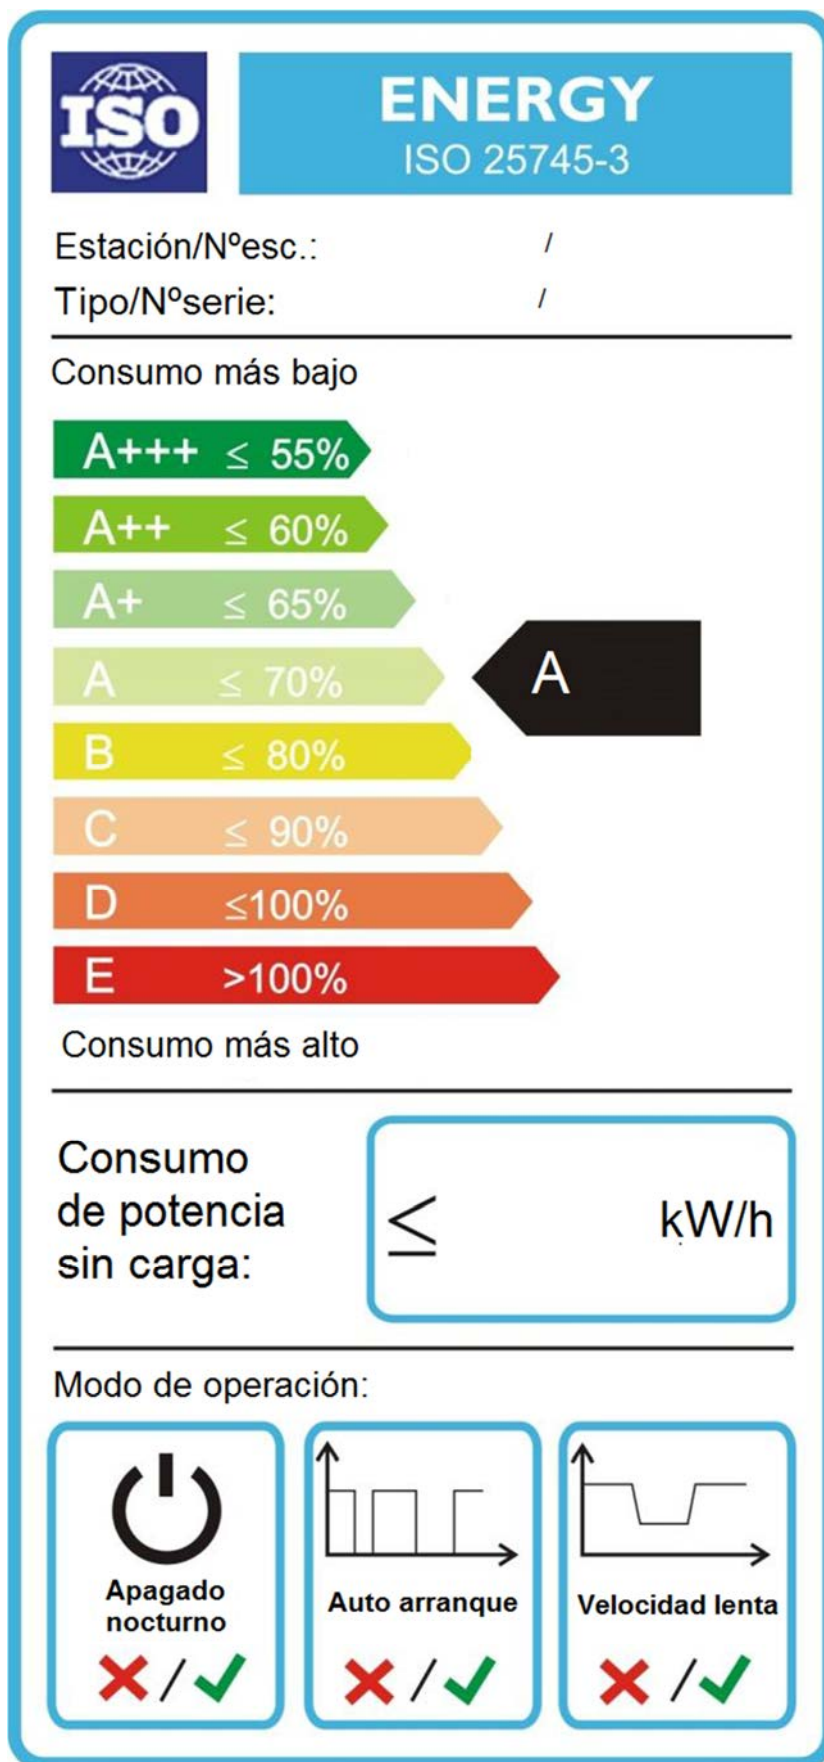 ISO
ENERGY
ISO 25745-3
Estación/Nºesc.: /
Tipo/Nºserie: /
Consumo más bajo
A+++ ≤ 55%
A++ ≤ 60%
A+ ≤ 65%
A ≤ 70%
A
B ≤ 80%
C ≤ 90%
D ≤100%
E >100%
Consumo más alto
Consumo
de potencia
sin carga:
≤ kW/h
Modo de operación:
Apagado
nocturno
✗/✓
Auto arranque
✗/✓
Velocidad lenta
✗/✓